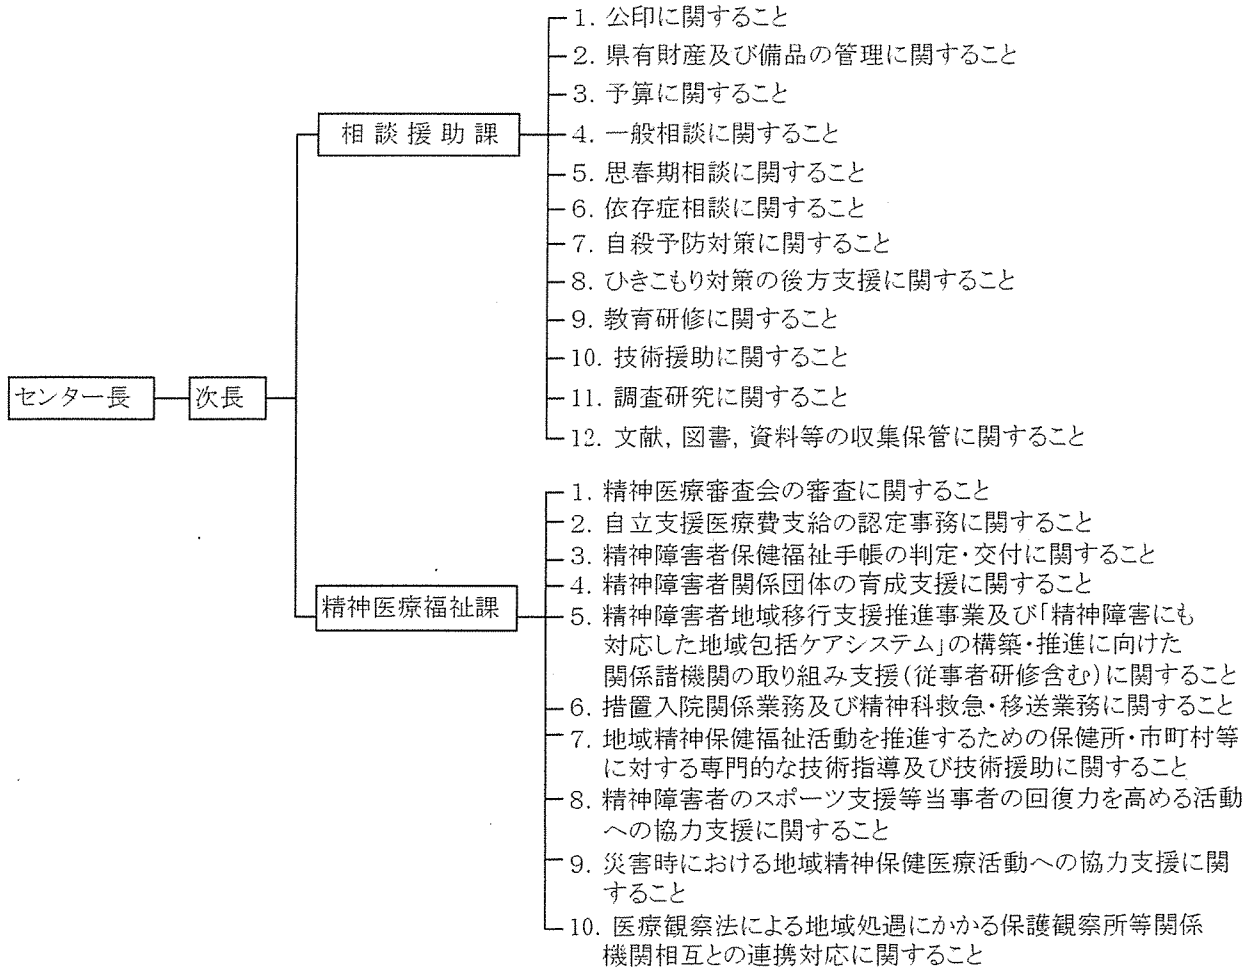 センター長
次長
相談援助課
1. 公印に関すること
2. 県有財産及び備品の管理に関すること
3. 予算に関すること
4. 一般相談に関すること
5. 思春期相談に関すること
6. 依存症相談に関すること
7. 自殺予防対策に関すること
8. ひきこもり対策の後方支援に関すること
9. 教育研修に関すること
10. 技術援助に関すること
11. 調査研究に関すること
12. 文献, 図書, 資料等の収集保管に関すること
精神医療福祉課
1. 精神医療審査会の審査に関すること
2. 自立支援医療費支給の認定事務に関すること
3. 精神障害者保健福祉手帳の判定・交付に関すること
4. 精神障害者関係団体の育成支援に関すること
5. 精神障害者地域移行支援推進事業及び「精神障害にも
対応した地域包括ケアシステム」の構築・推進に向けた
関係諸機関の取り組み支援(従事者研修含む)に関すること
6. 措置入院関係業務及び精神科救急・移送業務に関すること
7. 地域精神保健福祉活動を推進するための保健所・市町村等
に対する専門的な技術指導及び技術援助に関すること
8. 精神障害者のスポーツ支援等当事者の回復力を高める活動
への協力支援に関すること
9. 災害時における地域精神保健医療活動への協力支援に関
すること
10. 医療観察法による地域処遇にかかる保護観察所等関係
機関相互との連携対応に関すること